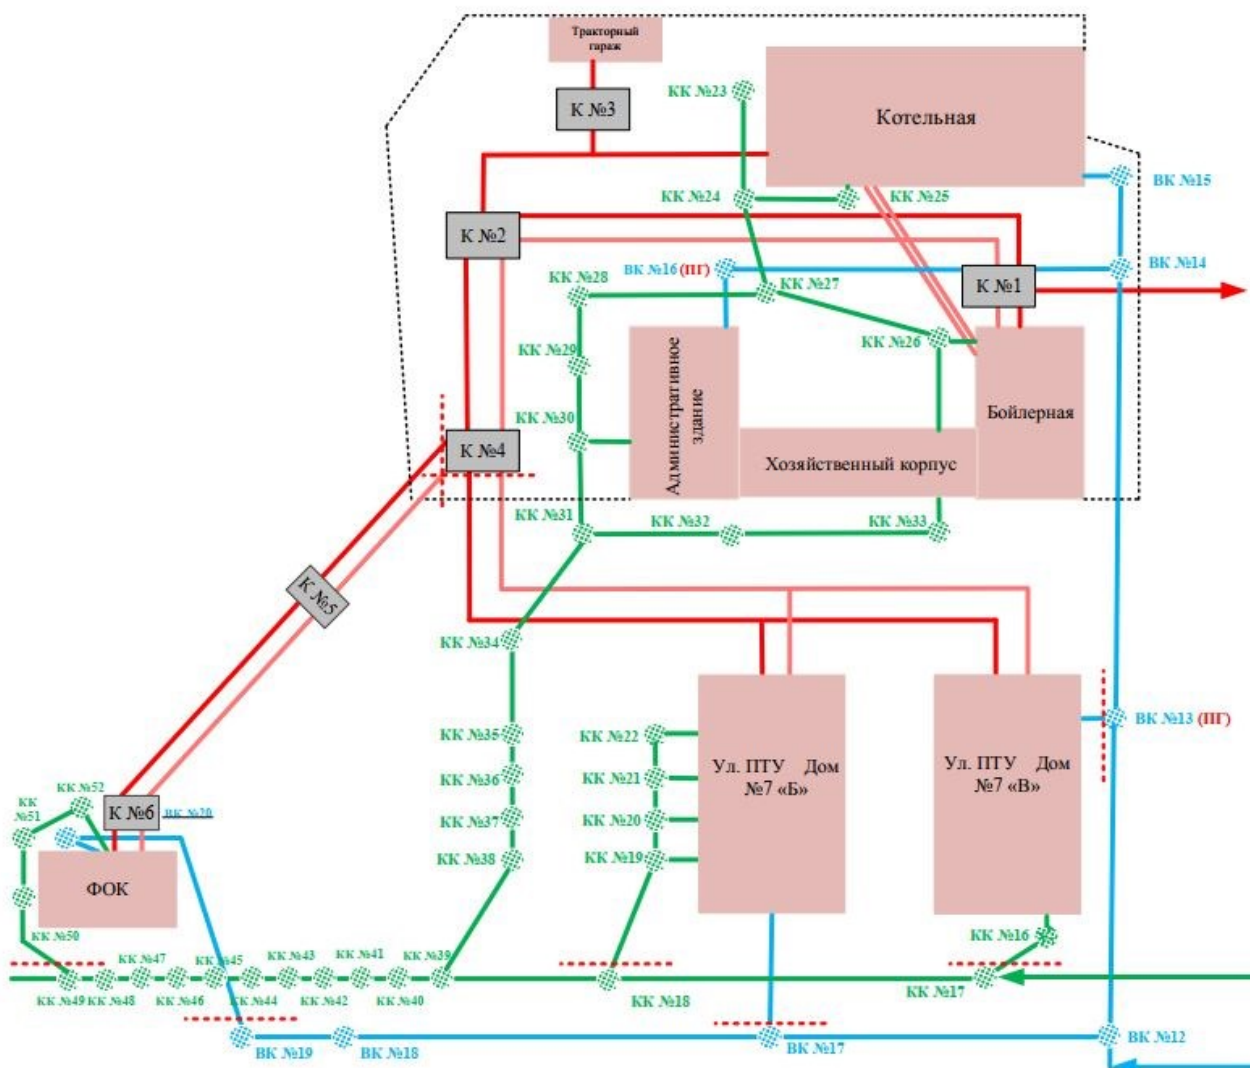 Тракторный
гараж
КК №23
К №3
Котельная
КК №24
КК №25
ВК №15
К №2
ВК №16 (ПГ)
ВК №14
КК №28
КК №27
К №1
КК №29
КК №26
Административное
здание
Бойлерная
КК №30
К №4
Хозяйственный корпус
КК №31
КК №32
КК №33
К №5
КК №34
ВК №13 (ПГ)
КК №35
КК №22
Ул. ПТУ Дом
№7 «Б»
Ул. ПТУ Дом
№7 «В»
КК №36
КК №21
КК №52
КК
№51
К №6
ВК №20
КК №37
КК №20
КК №38
КК №19
ФОК
КК №50
КК №16
КК №47
КК №45
КК №43
КК №41
КК №39
КК №49
КК №48
КК №46
КК №44
КК №42
КК №40
КК №18
КК №17
ВК №19
ВК №18
ВК №17
ВК №12